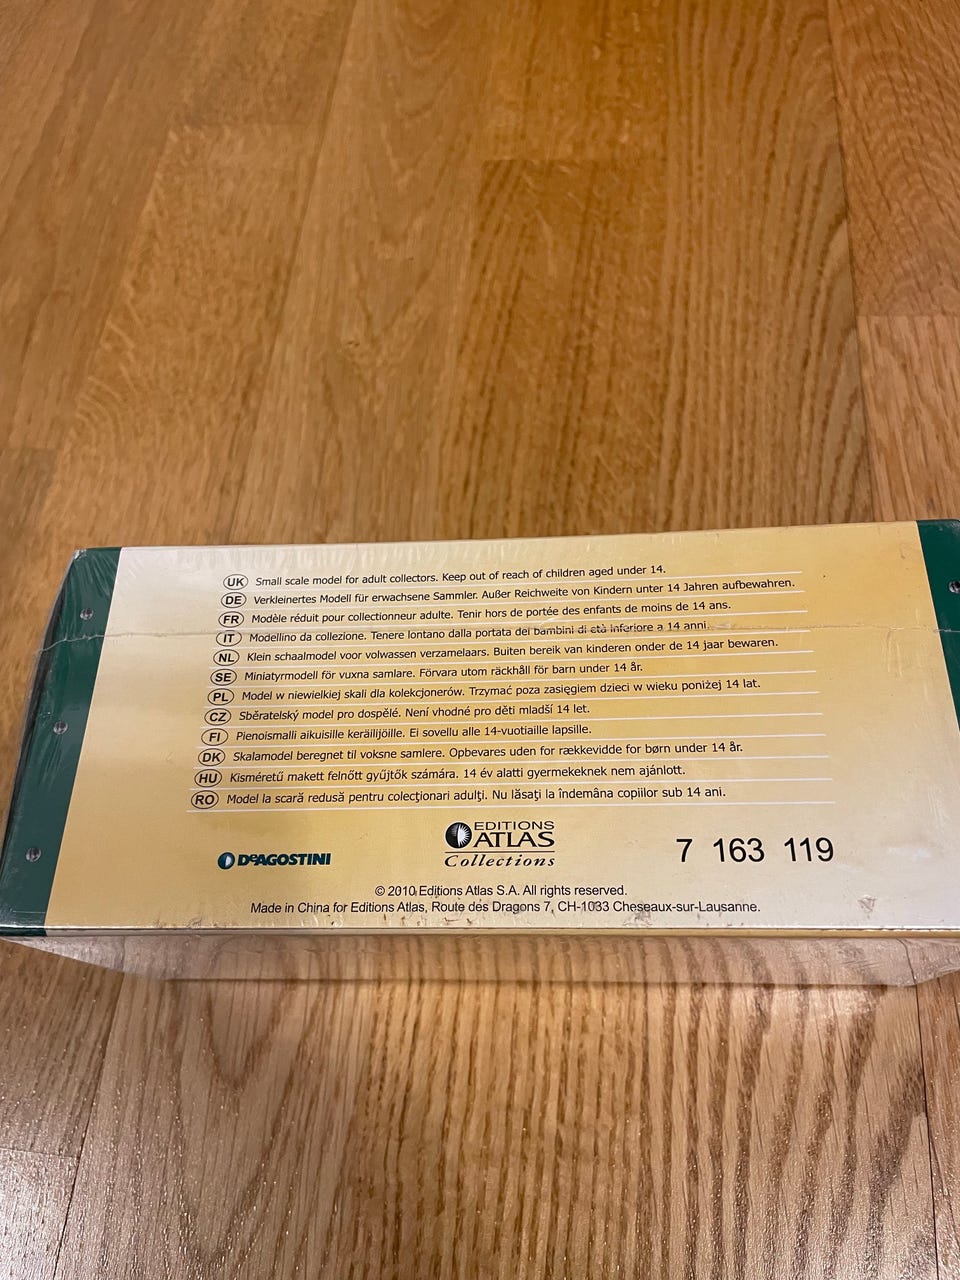 UK Small scale model for adult collectors. Keep out of reach of children aged under 14.
DE Verkleinertes Modell für erwachsene Sammler. Außer Reichweite von Kindern unter 14 Jahren aufbewahren.
FR Modèle réduit pour collectionneur adulte. Tenir hors de portée des enfants de moins de 14 ans.
IT Modellino da collezione. Tenere lontano dalla portata dei bambini di età inferiore a 14 anni.
NL Klein schaalmodel voor volwassen verzamelaars. Buiten bereik van kinderen onder de 14 jaar bewaren.
SE Miniatyrmodell för vuxna samlare. Förvara utom räckhåll för barn under 14 år.
PL Model w niewielkiej skali dla kolekcjonerów. Trzymać poza zasięgiem dzieci w wieku poniżej 14 lat.
CZ Sběratelský model pro dospělé. Není vhodné pro děti mladší 14 let.
FI Pienoismalli aikuisille keräilijöille. Ei sovellu alle 14-vuotiaille lapsille.
DK Skalamodel beregnet til voksne samlere. Opbevares uden for rækkevidde for børn under 14 år.
HU Kisméretű makett felnőtt gyűjtők számára. 14 év alatti gyermekeknek nem ajánlott.
RO Model la scară redusă pentru colecţionari adulţi. Nu lăsaţi la îndemâna copiilor sub 14 ani.
DeAGOSTINI
EDITIONS
ATLAS
Collections
7 163 119
© 2010 Editions Atlas S.A. All rights reserved.
Made in China for Editions Atlas, Route des Dragons 7, CH-1033 Cheseaux-sur-Lausanne.